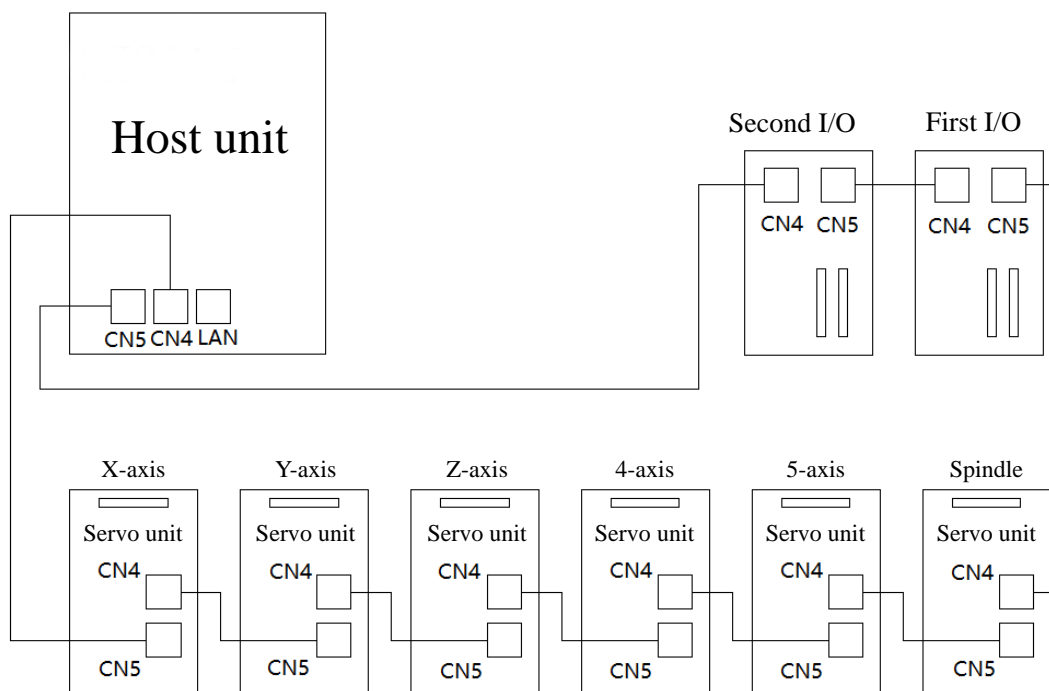 Host unit
CN5 CN4 LAN
Second I/O
CN4 CN5
First I/O
CN4 CN5
X-axis
Servo unit
CN4
CN5
Y-axis
Servo unit
CN4
CN5
Z-axis
Servo unit
CN4
CN5
4-axis
Servo unit
CN4
CN5
5-axis
Servo unit
CN4
CN5
Spindle
Servo unit
CN4
CN5